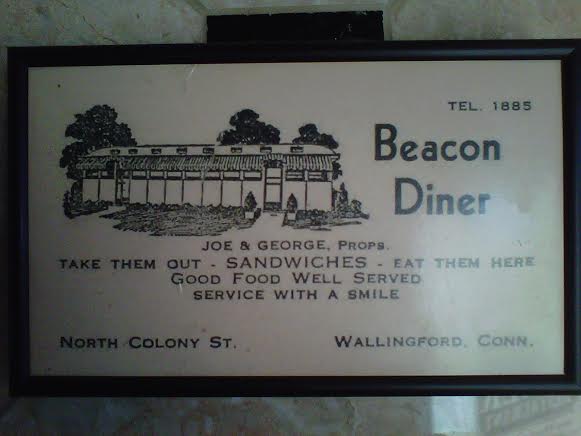 TEL. 1885
Beacon
Diner
JOE & GEORGE, PROPS.
TAKE THEM OUT - SANDWICHES - EAT THEM HERE
GOOD FOOD WELL SERVED
SERVICE WITH A SMILE
NORTH COLONY ST. WALLINGFORD, CONN.